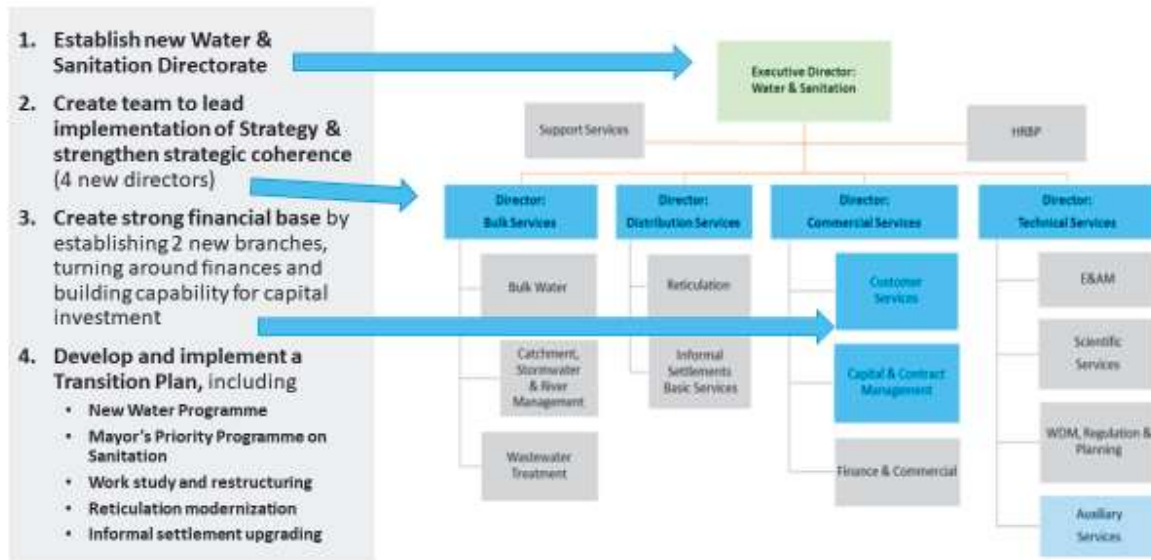 1. Establish new Water &
Sanitation Directorate
2. Create team to lead
implementation of Strategy &
strengthen strategic coherence
(4 new directors)
3. Create strong financial base by
establishing 2 new branches,
turning around finances and
building capability for capital
investment
4. Develop and implement a
Transition Plan, including
• New Water Programme
• Mayor's Priority Programme on
Sanitation
• Work study and restructuring
• Reticulation modernization
• Informal settlement upgrading
Executive Director:
Water & Sanitation
Support Services
HRBP
Director:
Bulk Services
Director:
Distribution Services
Director:
Commercial Services
Director:
Technical Services
Bulk Water
Catchment,
Stormwater
& River
Management
Wastewater
Treatment
Reticulation
Informal
Settlements
Basic Services
Customer
Services
Capital & Contract
Management
Finance & Commercial
E&AM
Scientific
Services
WDM, Regulation &
Planning
Auxiliary
Services